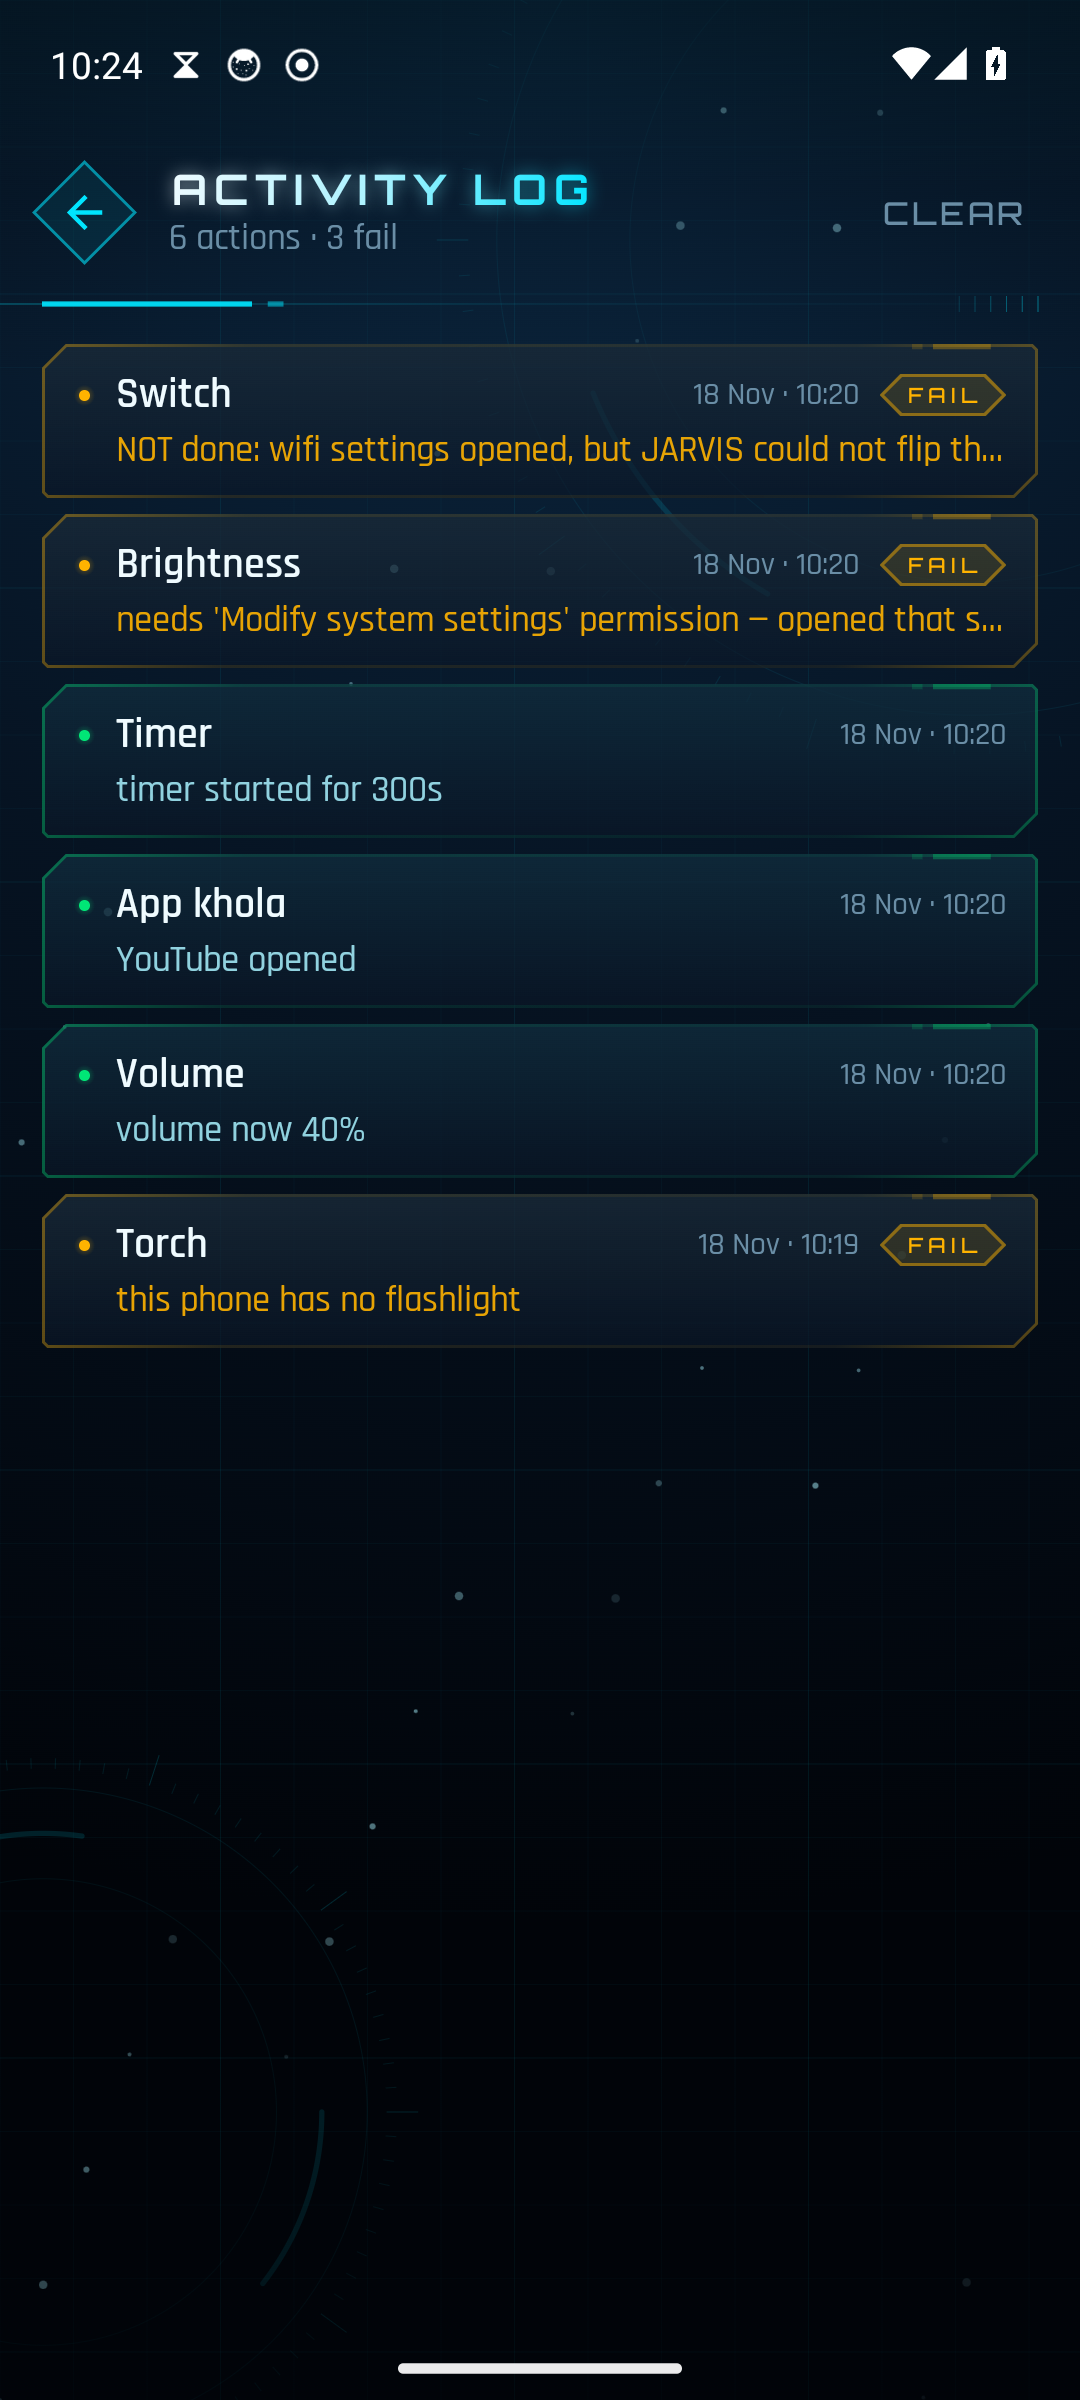 10:24
ACTIVITY LOG
6 actions · 3 fail
CLEAR
Switch
18 Nov · 10:20
FAIL
NOT done: wifi settings opened, but JARVIS could not flip th...
Brightness
18 Nov · 10:20
FAIL
needs 'Modify system settings' permission — opened that s...
Timer
18 Nov · 10:20
timer started for 300s
App khola
18 Nov · 10:20
YouTube opened
Volume
18 Nov · 10:20
volume now 40%
Torch
18 Nov · 10:19
FAIL
this phone has no flashlight